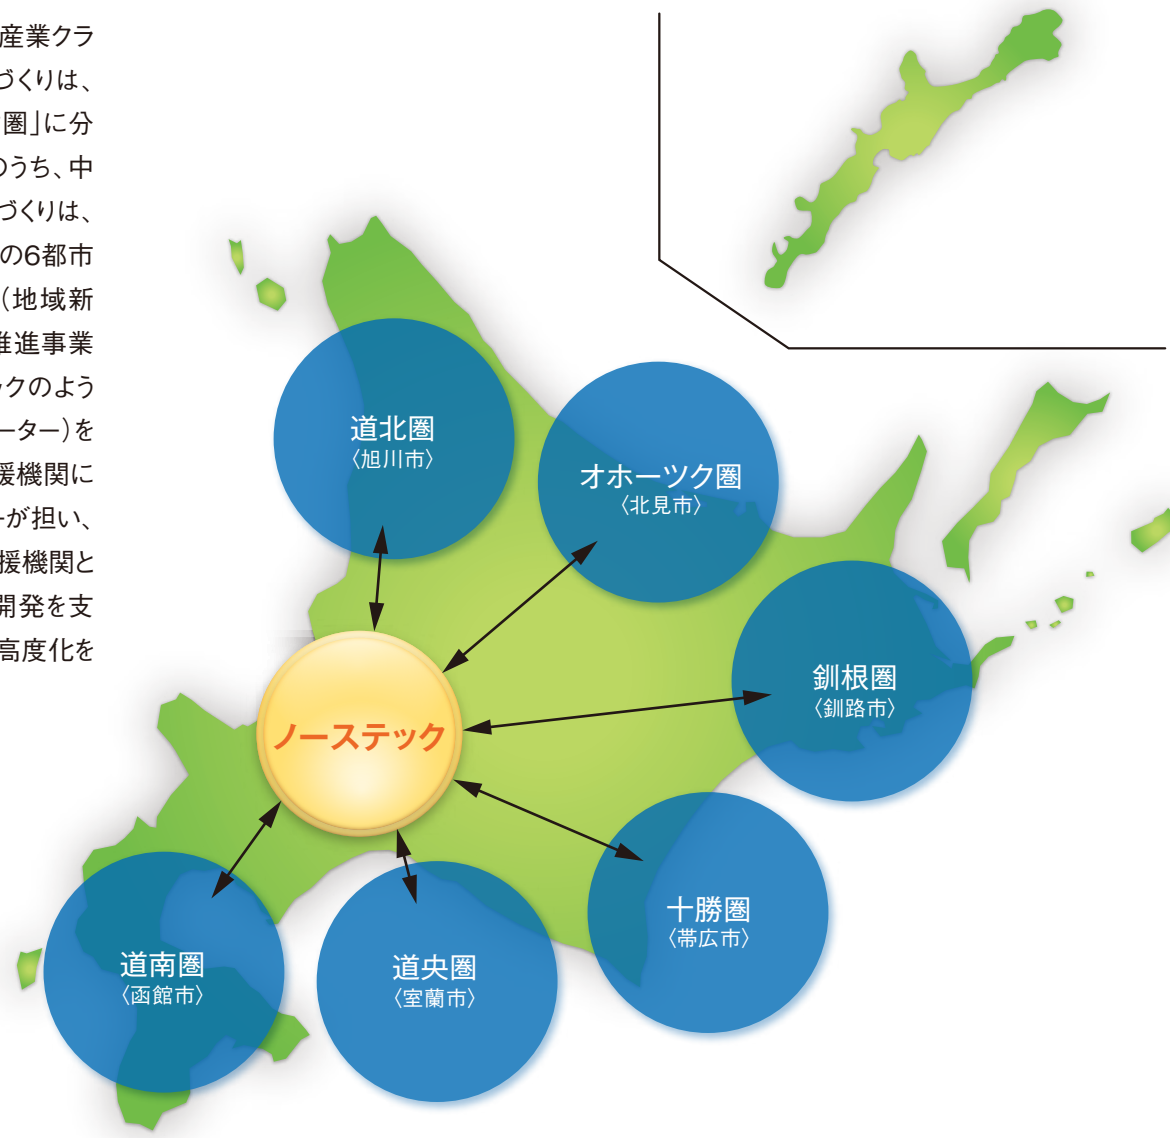 産業クラ
づくりは、
圏」に分
のうち、中
づくりは、
の6都市
（地域新
推進事業
ックのよう
ーター）を
援機関に
ーが担い、
援機関と
開発を支
高度化を
道北圏
〈旭川市〉
オホーツク圏
〈北見市〉
釧根圏
〈釧路市〉
ノーステック
十勝圏
〈帯広市〉
道南圏
〈函館市〉
道央圏
〈室蘭市〉